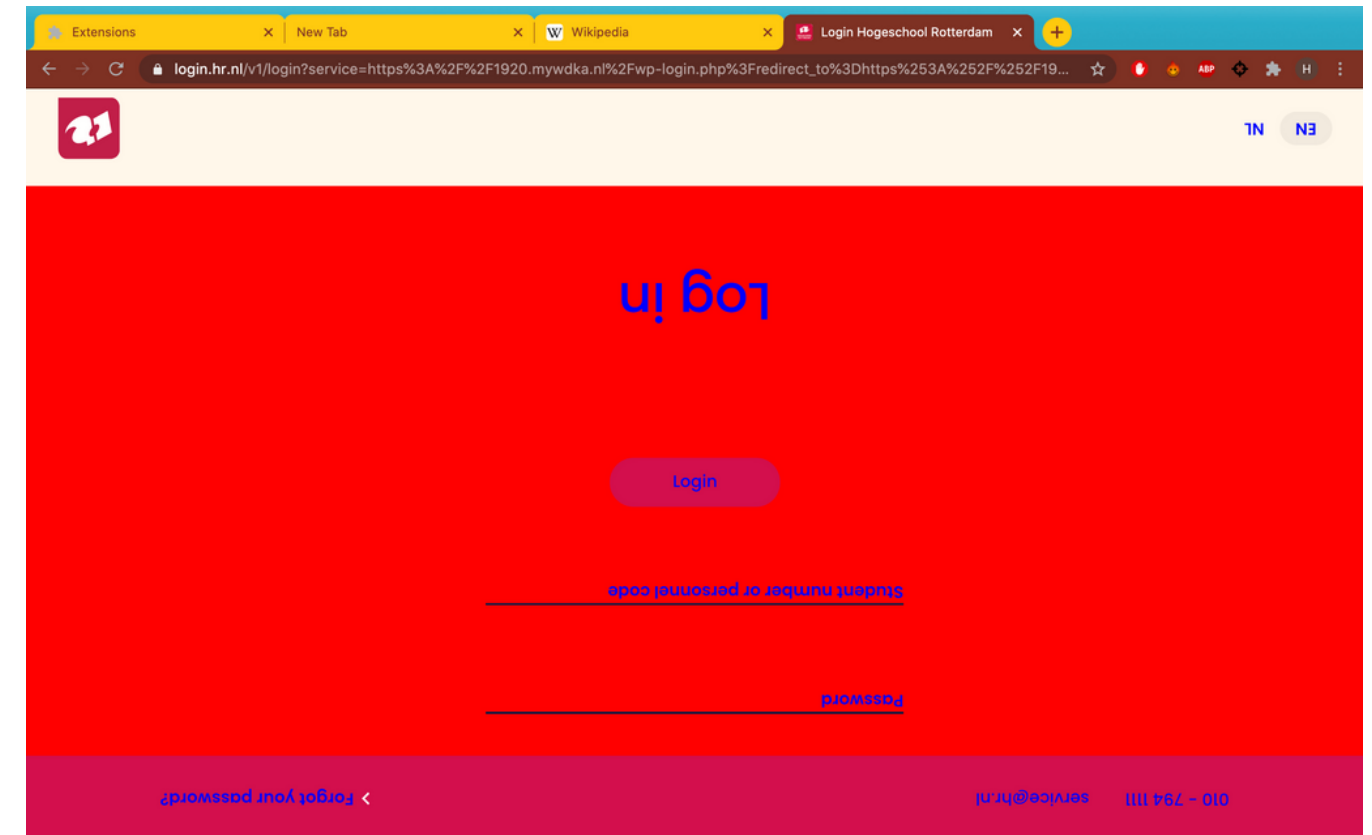 Extensions
New Tab
Wikipedia
Login Hogeschool Rotterdam
login.hr.nl/v1/login?service=https%3A%2F%2F1920.mywdka.nl%2Fwp-login.php%3Fredirect_to%3Dhttps%253A%252F%252F19...
ABP
H
NL EN
Log in
Login
Student number or personnel code
Password
Forgot your password?
service@hr.nl 010 - 794 1111